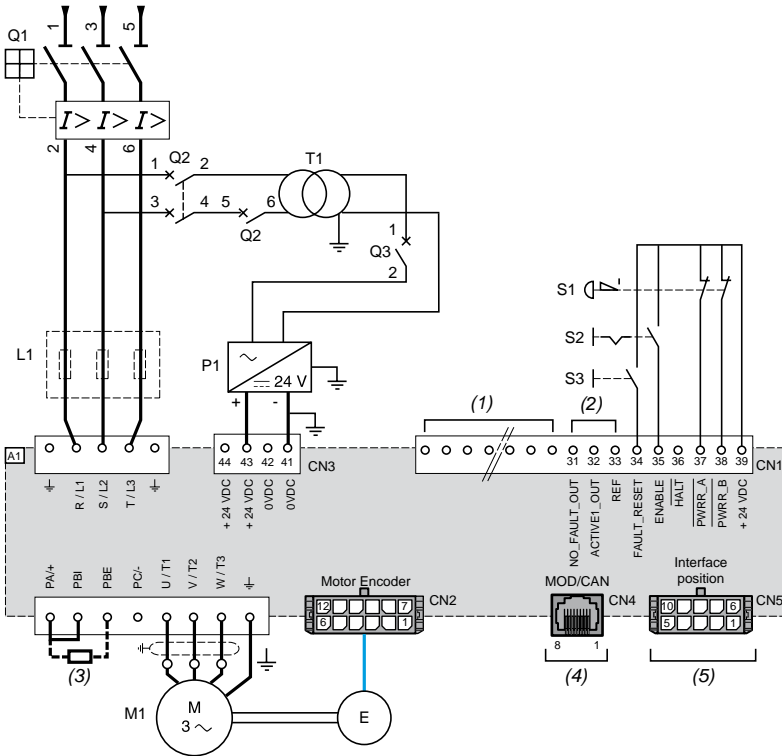 1 3 5
Q1
I> I> I>
2 4 6
1 Q2 2
T1
3 4 5 6
Q2
1
Q3
2
S1
S2
S3
L1
P1
24 V
+ -
(1) (2)
A1
44 43 42 41
CN3
31 32 33 34 35 36 37 38 39
CN1
R / L1
S / L2
T / L3
+ 24 VDC
+ 24 VDC
0VDC
0VDC
NO_FAULT_OUT
ACTIVE1_OUT
REF
FAULT_RESET
ENABLE
HALT
PWRR_A
PWRR_B
+ 24 VDC
PA/+
PBI
PBE
PC/-
U / T1
V / T2
W / T3
Motor Encoder
12 7
6 1
CN2
MOD/CAN
CN4
8 1
Interface
position
10 6
5 1
CN5
(3)
(4)
(5)
M1
M
3 ~
E